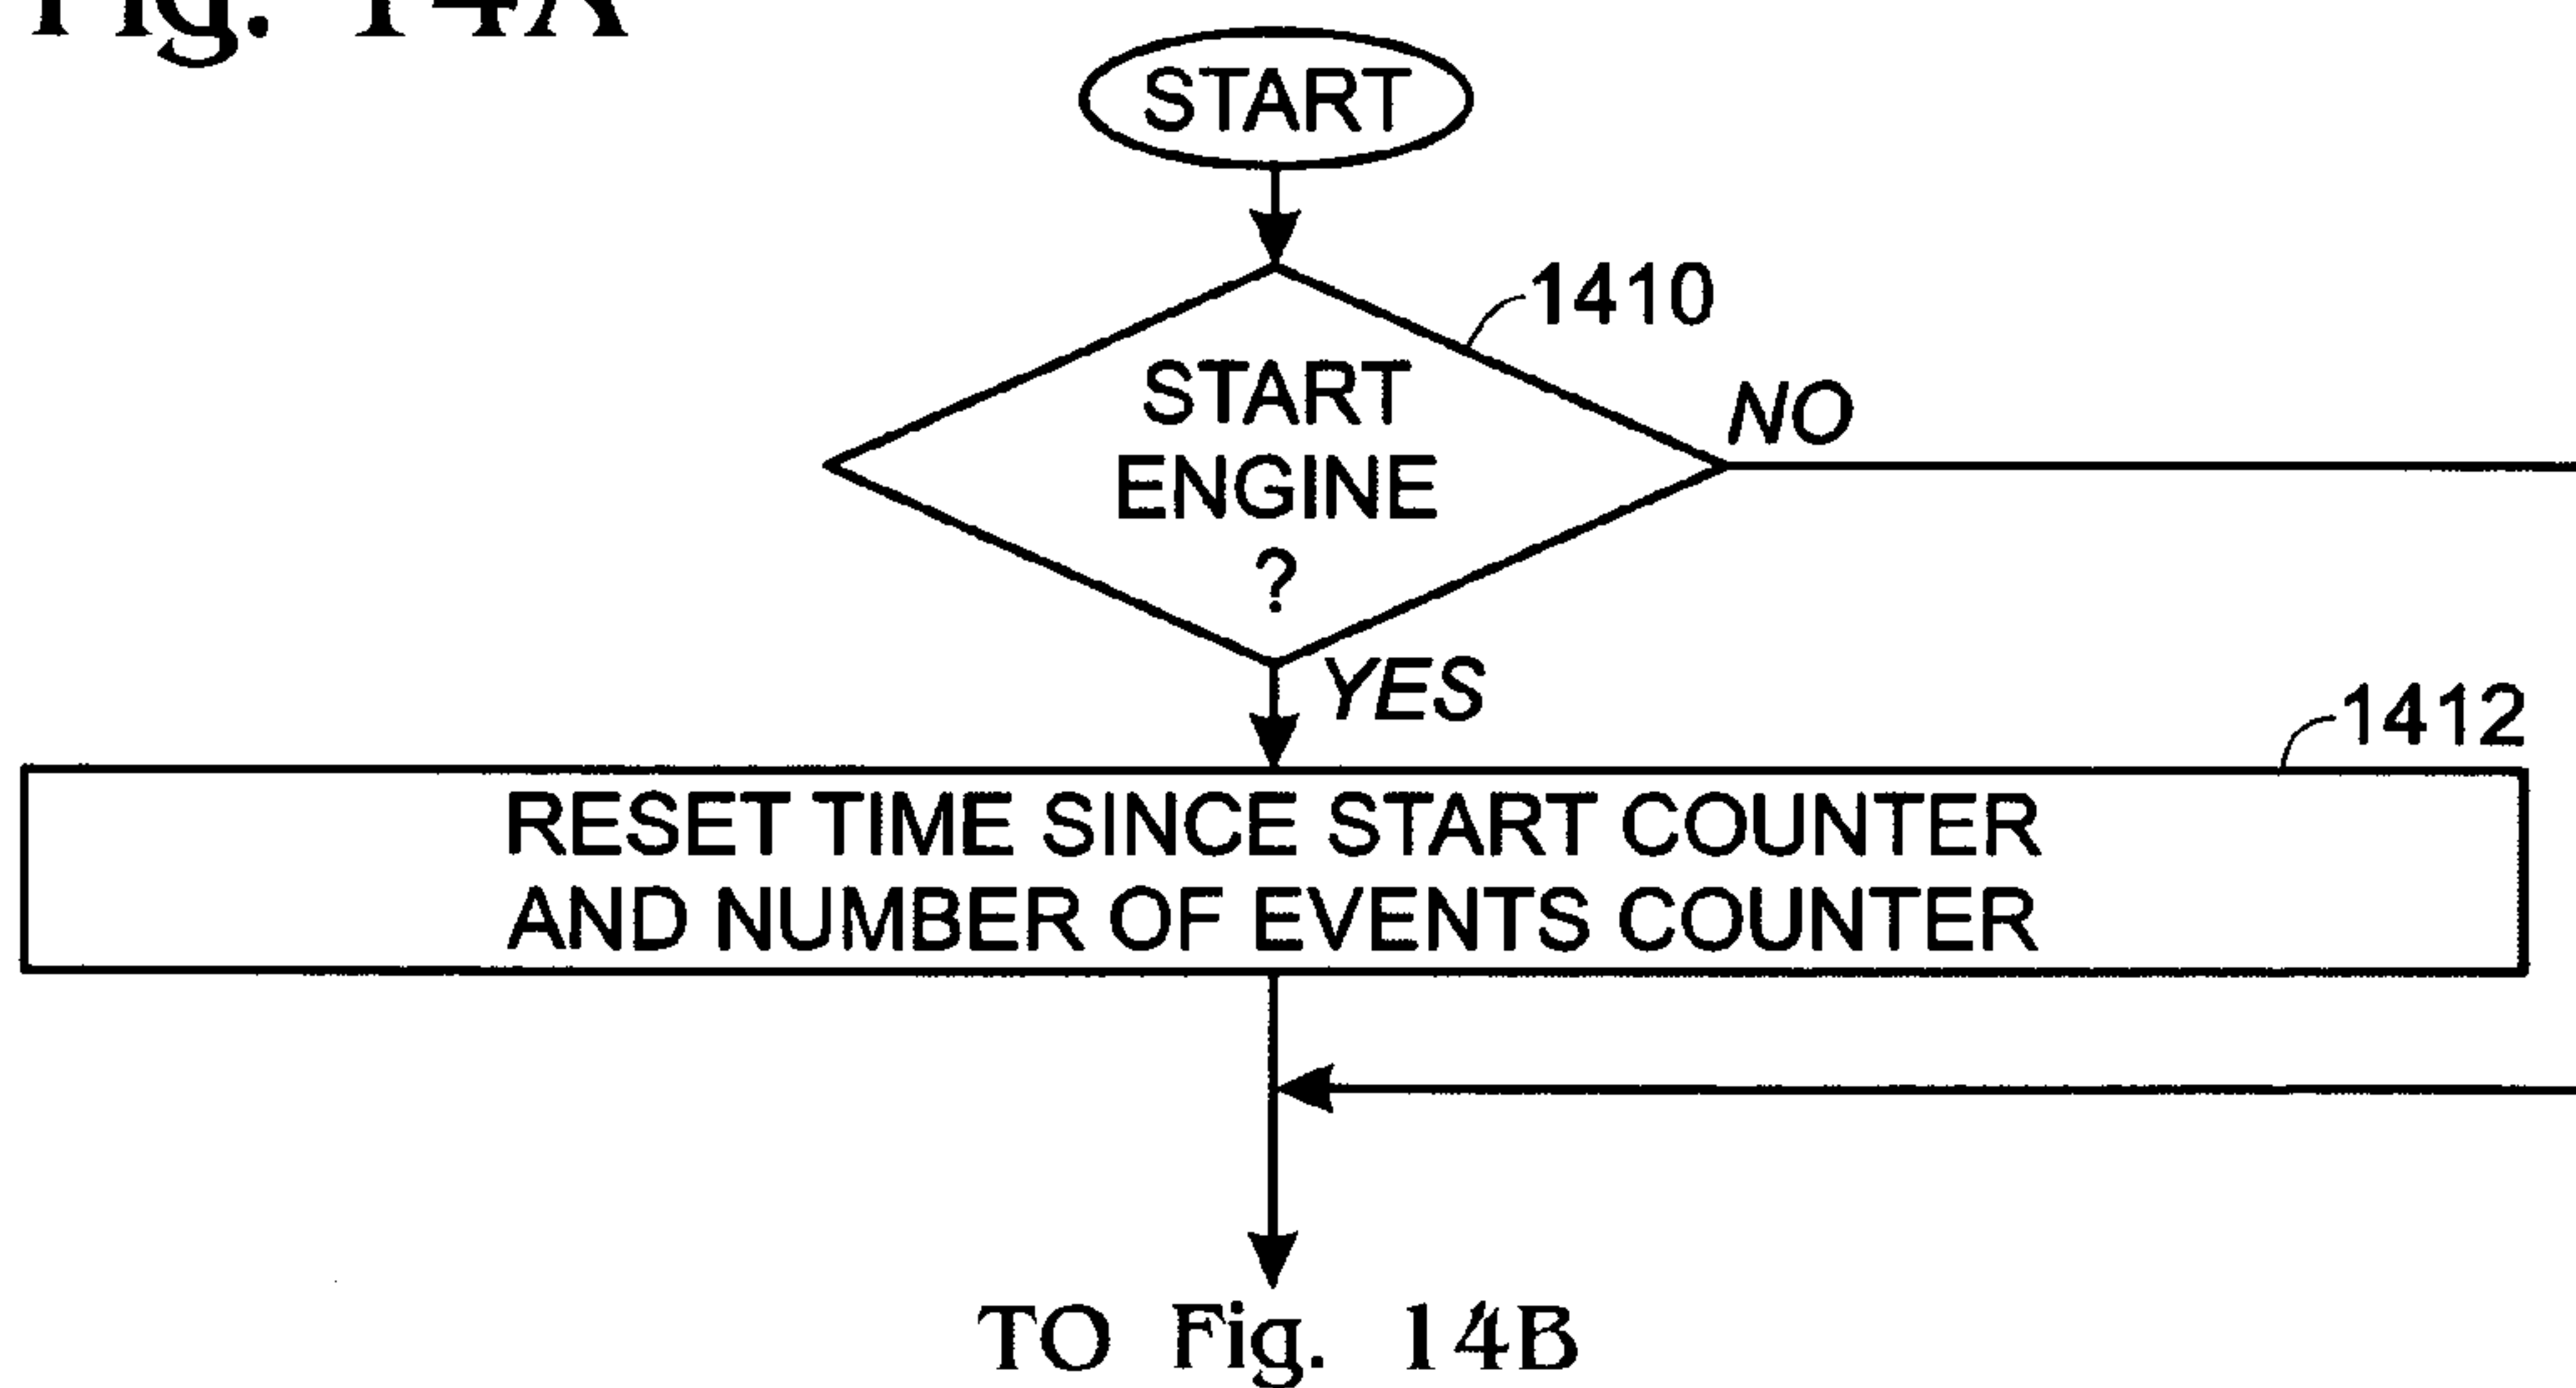 Fig. 14A
START
1410
START
ENGINE
?
NO
YES
1412
RESET TIME SINCE START COUNTER
AND NUMBER OF EVENTS COUNTER
TO Fig. 14B